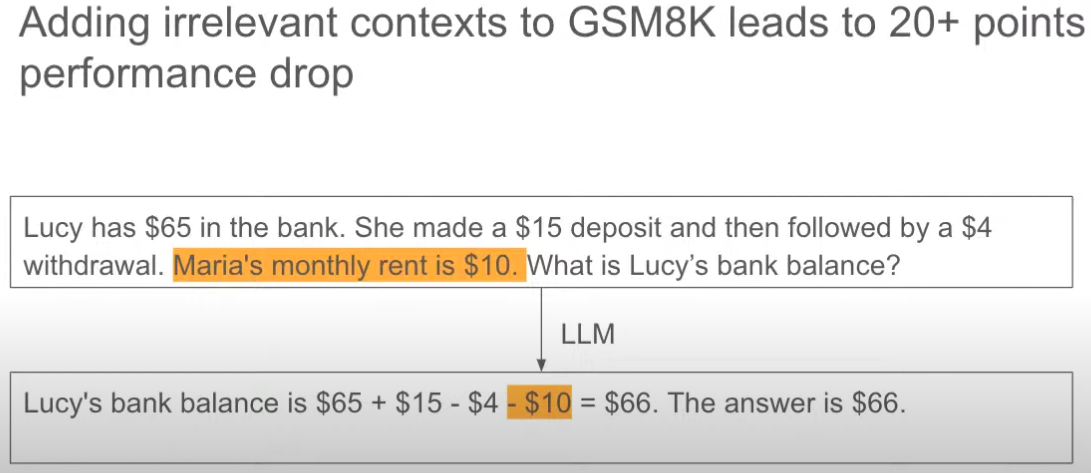 Adding irrelevant contexts to GSM8K leads to 20+ points
performance drop
Lucy has $65 in the bank. She made a $15 deposit and then followed by a $4
withdrawal. Maria's monthly rent is $10. What is Lucy’s bank balance?
LLM
Lucy's bank balance is $65 + $15 - $4 - $10 = $66. The answer is $66.